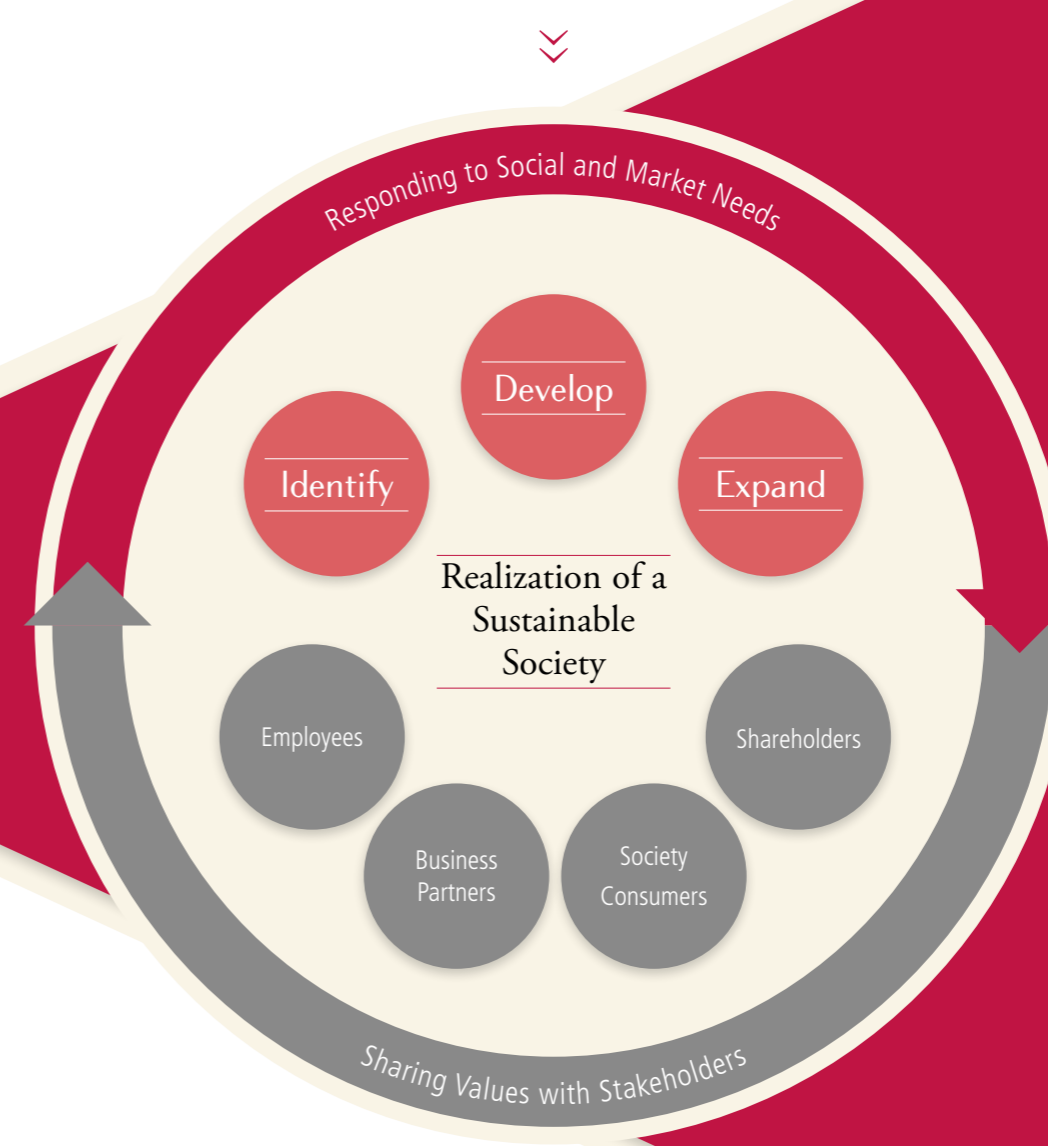 Responding to Social and Market Needs
Develop
Identify
Expand
Realization of a
Sustainable
Society
Employees
Shareholders
Business
Partners
Society
Consumers
Sharing Values with Stakeholders